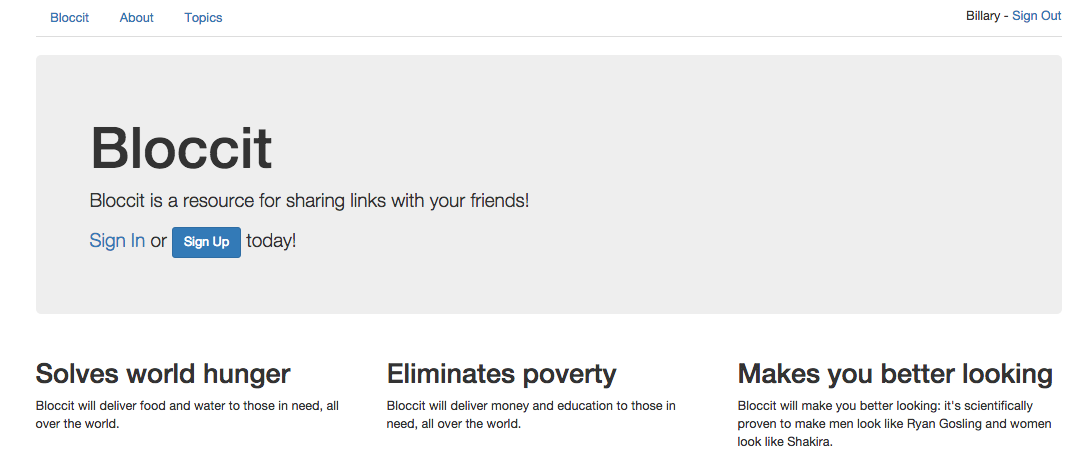 Bloccit About Topics Billary - Sign Out
Bloccit
Bloccit is a resource for sharing links with your friends!
Sign In or Sign Up today!
Solves world hunger
Bloccit will deliver food and water to those in need, all
over the world.
Eliminates poverty
Bloccit will deliver money and education to those in
need, all over the world.
Makes you better looking
Bloccit will make you better looking: it's scientifically
proven to make men look like Ryan Gosling and women
look like Shakira.